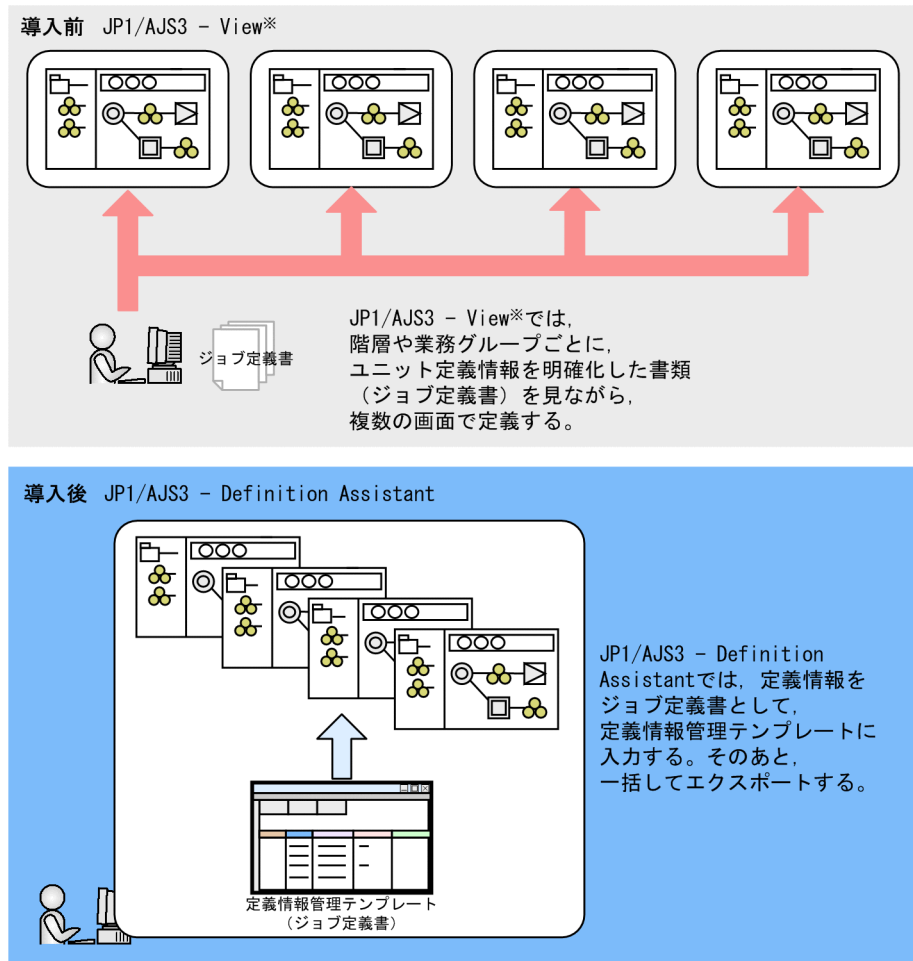 導入前 JP1/AJS3 - View※
ジョブ定義書
JP1/AJS3 - View※では，
階層や業務グループごとに，
ユニット定義情報を明確化した書類
（ジョブ定義書）を見ながら，
複数の画面で定義する。
導入後 JP1/AJS3 - Definition Assistant
JP1/AJS3 - Definition
Assistantでは，定義情報を
ジョブ定義書として，
定義情報管理テンプレートに
入力する。そのあと，
一括してエクスポートする。
定義情報管理テンプレート
（ジョブ定義書）